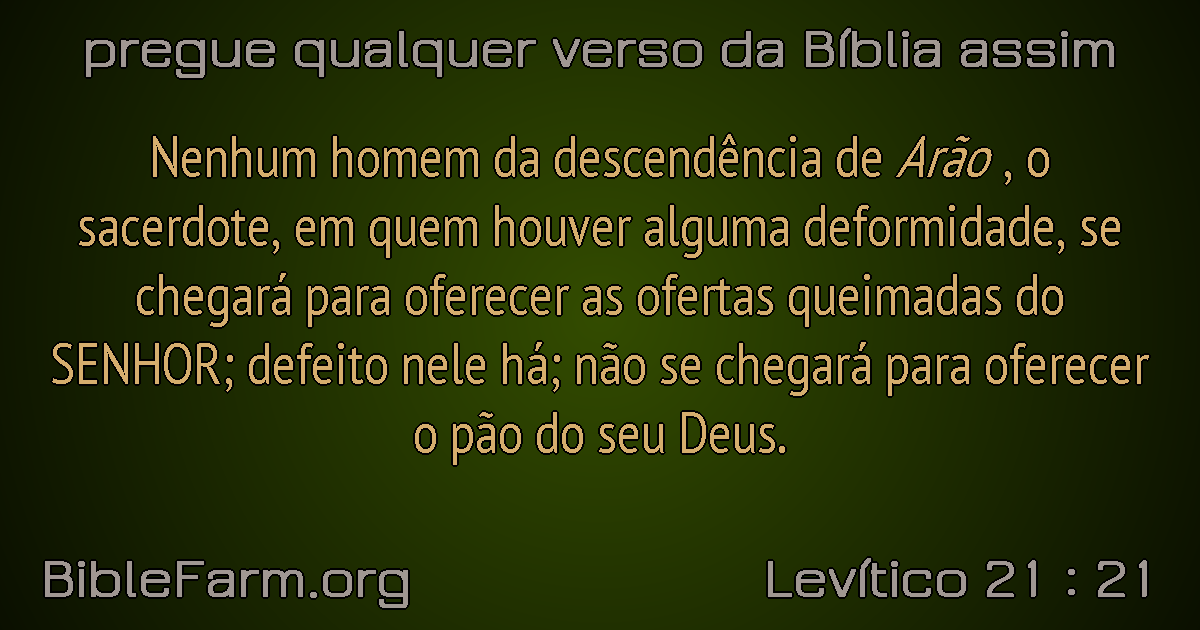 pregue qualquer verso da Bíblia assim
Nenhum homem da descendência de Arão , o
sacerdote, em quem houver alguma deformidade, se
chegará para oferecer as ofertas queimadas do
SENHOR; defeito nele há; não se chegará para oferecer
o pão do seu Deus.
BibleFarm.org
Levítico 21 : 21